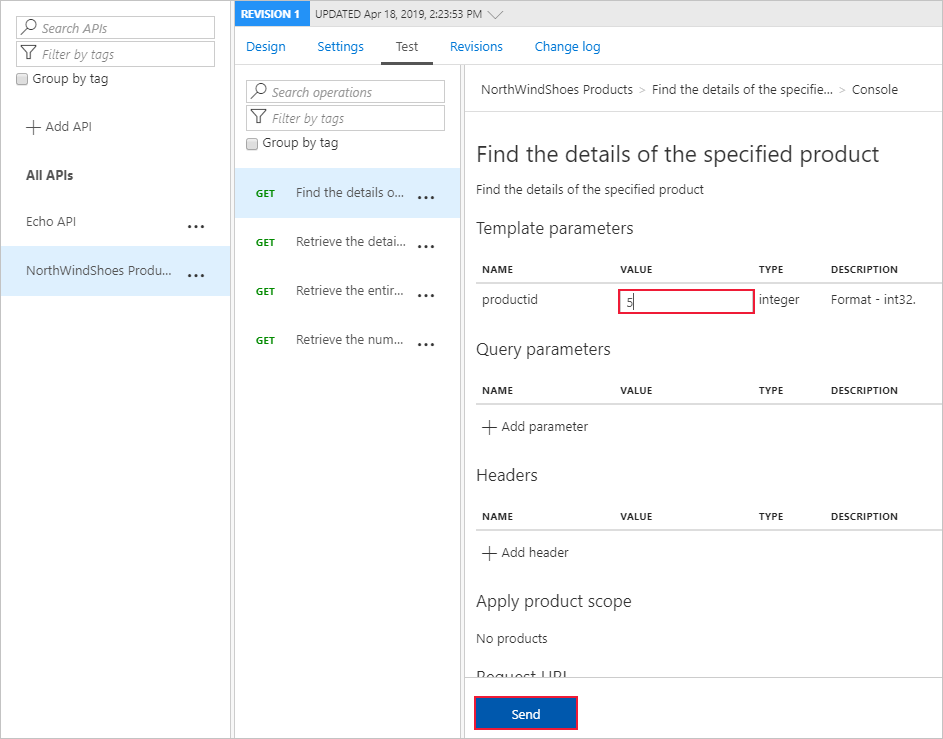 Search APIs
Filter by tags
Group by tag
Add API
All APIs
Echo API ...
NorthWindShoes Produ... ...
REVISION 1 UPDATED Apr 18, 2019, 2:23:53 PM
Design Settings Test Revisions Change log
Search operations
Filter by tags
Group by tag
GET Find the details o... ...
GET Retrieve the detai... ...
GET Retrieve the entir... ...
GET Retrieve the num... ...
NorthWindShoes Products > Find the details of the specifie... > Console
Find the details of the specified product
Find the details of the specified product
Template parameters
NAME VALUE TYPE DESCRIPTION
productid 5 integer Format - int32.
Query parameters
NAME VALUE TYPE DESCRIPTION
Add parameter
Headers
NAME VALUE TYPE DESCRIPTION
Add header
Apply product scope
No products
Request URL
Send